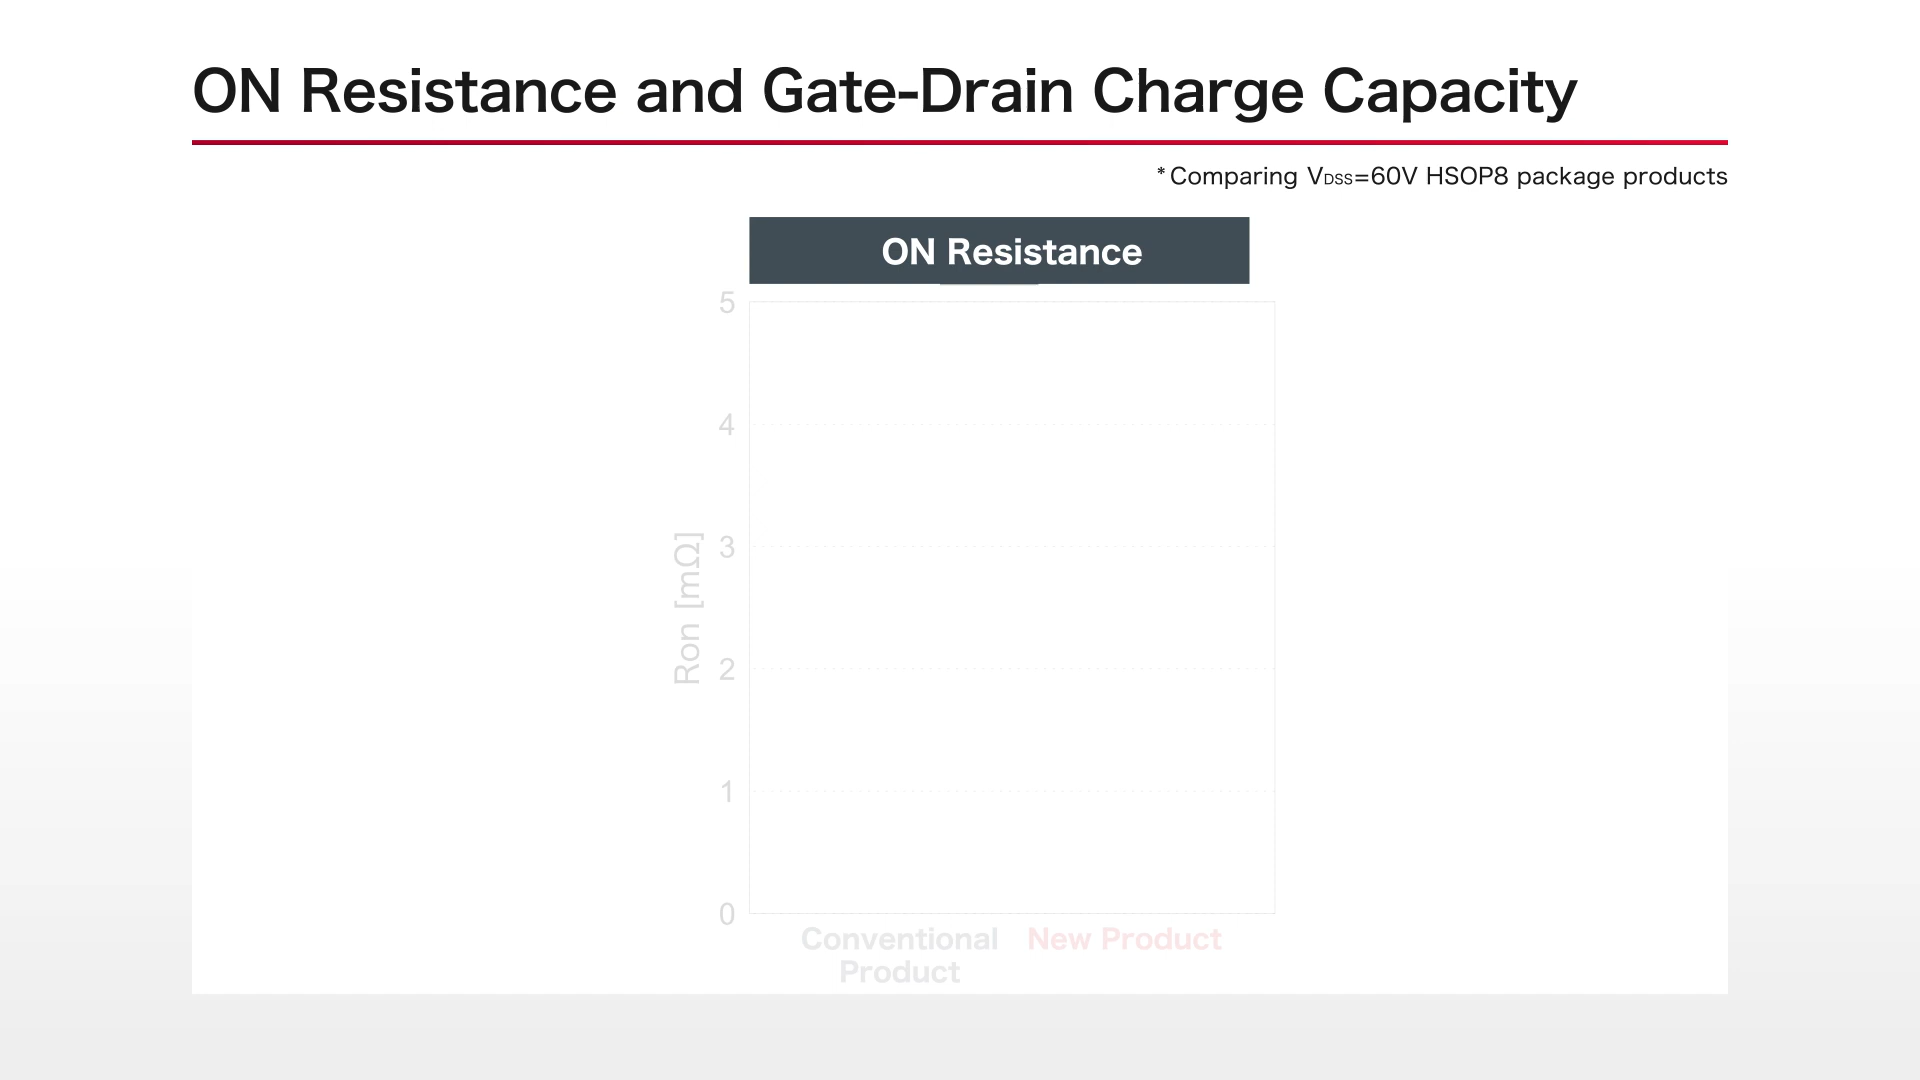 ON Resistance and Gate-Drain Charge Capacity
* Comparing VDSS=60V HSOP8 package products
ON Resistance
5
4
3
2
1
0
Ron [mΩ]
Conventional
Product
New Product